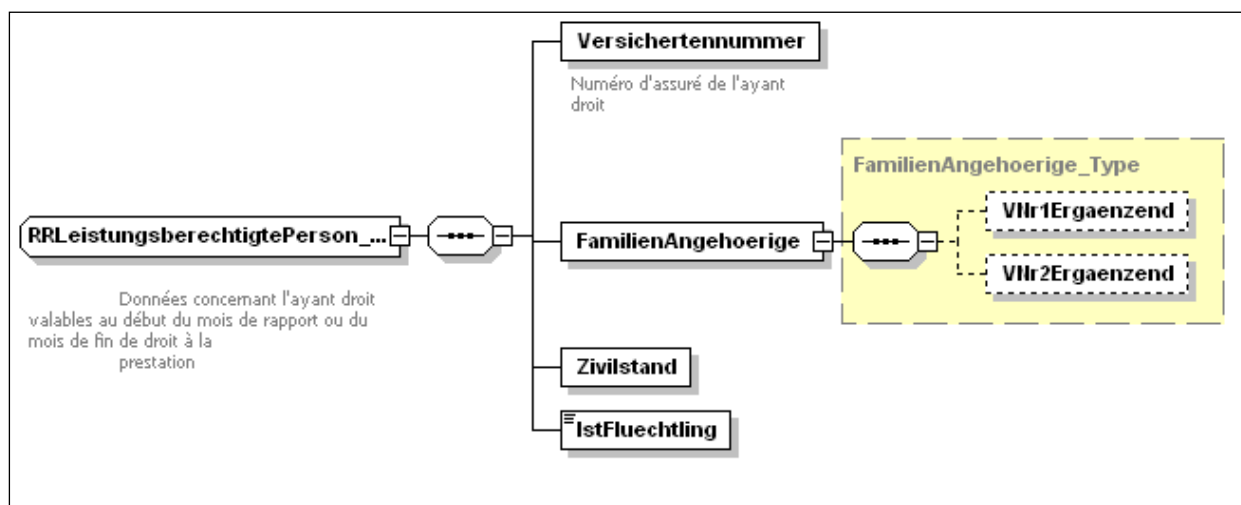 Versichertennummer
Numéro d'assuré de l'ayant
droit
FamilienAngehoerige_Type
VNr1Ergaenzend
RRLeistungsberechtigtePerson_...
FamilienAngehoerige
VNr2Ergaenzend
Données concernant l'ayant droit
valables au début du mois de rapport ou du
mois de fin de droit à la
prestation
Zivilstand
IstFluechtling